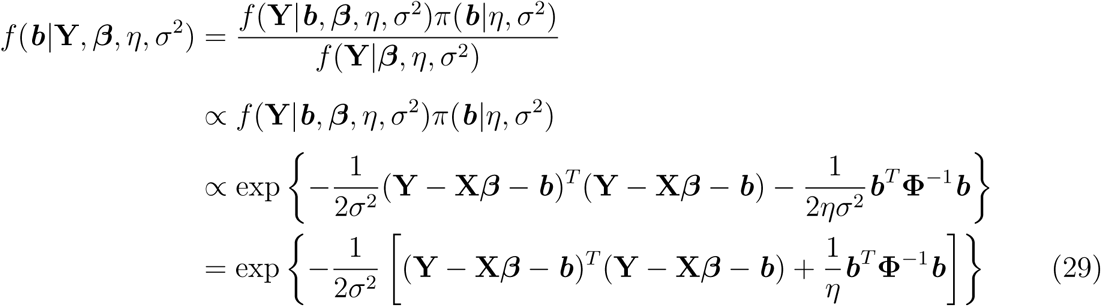 f(𝒃|𝐘, 𝜷, η, σ²) = f(𝐘|𝒃, 𝜷, η, σ²)π(𝒃|η, σ²) / f(𝐘|𝜷, η, σ²)
∝ f(𝐘|𝒃, 𝜷, η, σ²)π(𝒃|η, σ²)
∝ exp { −1/(2σ²) (𝐘 − 𝐗𝜷 − 𝒃)ᵀ(𝐘 − 𝐗𝜷 − 𝒃) − 1/(2ησ²) 𝒃ᵀ𝚽⁻¹𝒃 }
= exp { −1/(2σ²) [ (𝐘 − 𝐗𝜷 − 𝒃)ᵀ(𝐘 − 𝐗𝜷 − 𝒃) + 1/η 𝒃ᵀ𝚽⁻¹𝒃 ] } (29)